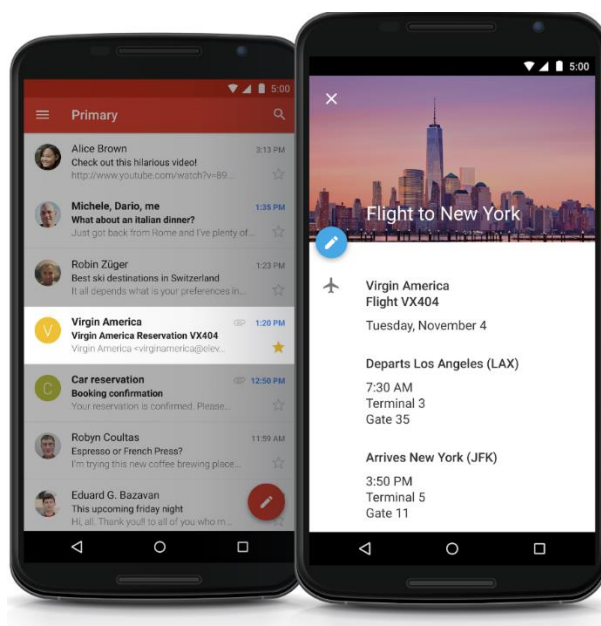 5:00
Primary
Alice Brown 3:13 PM
Check out this hilarious video!
http://www.youtube.com/watch?v=89...
Michele, Dario, me 1:35 PM
What about an italian dinner?
Just got back from Rome and I've plenty of...
Robin Züger 1:23 PM
Best ski destinations in Switzerland
It all depends what is your preferences in...
V
Virgin America 1:20 PM
Virgin America Reservation VX404
Virgin America <virginamerica@elev...
C
Car reservation 12:50 PM
Booking confirmation
Your reservation is confirmed. Please...
Robyn Coultas 11:59 AM
Espresso or French Press?
I'm trying this new coffee brewing place...
Eduard G. Bazavan
This upcoming friday night
Hi, all. Thank you!! to all of you who m...
5:00
Flight to New York
Virgin America
Flight VX404
Tuesday, November 4
Departs Los Angeles (LAX)
7:30 AM
Terminal 3
Gate 35
Arrives New York (JFK)
3:50 PM
Terminal 5
Gate 11